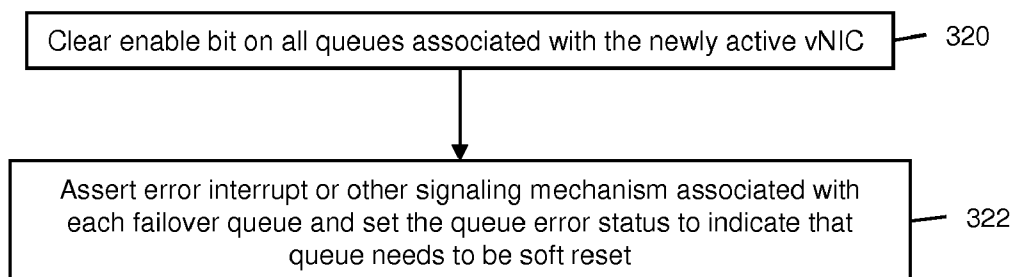 Clear enable bit on all queues associated with the newly active vNIC
320
Assert error interrupt or other signaling mechanism associated with
each failover queue and set the queue error status to indicate that
queue needs to be soft reset
322